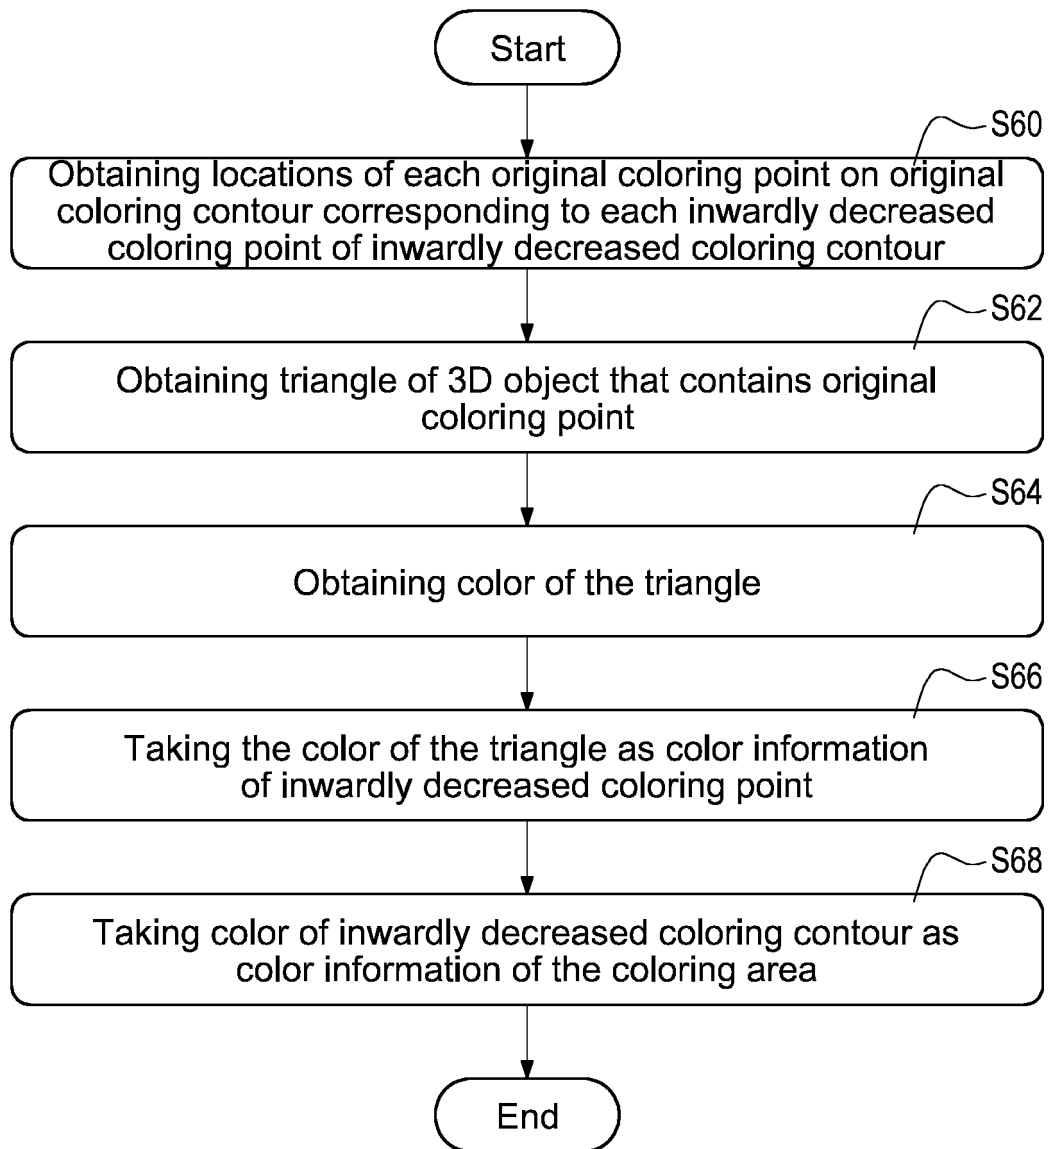 Start
S60
Obtaining locations of each original coloring point on original
coloring contour corresponding to each inwardly decreased
coloring point of inwardly decreased coloring contour
S62
Obtaining triangle of 3D object that contains original
coloring point
S64
Obtaining color of the triangle
S66
Taking the color of the triangle as color information
of inwardly decreased coloring point
S68
Taking color of inwardly decreased coloring contour as
color information of the coloring area
End